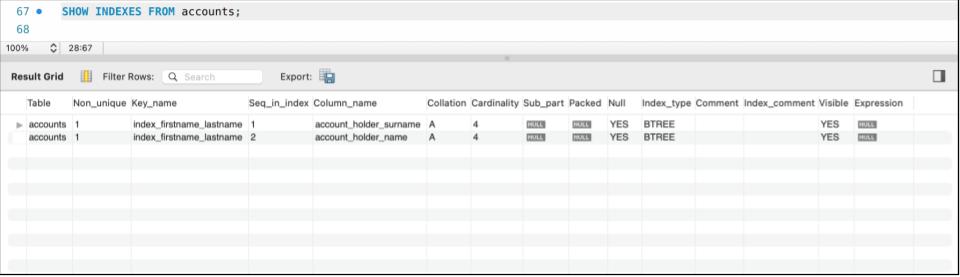 67 SHOW INDEXES FROM accounts;
68
100% 28:67
Result Grid Filter Rows: Search Export:
Table Non_unique Key_name Seq_in_index Column_name Collation Cardinality Sub_part Packed Null Index_type Comment Index_comment Visible Expression
accounts 1 index_firstname_lastname 1 account_holder_surname A 4 NULL NULL YES BTREE YES NULL
accounts 1 index_firstname_lastname 2 account_holder_name A 4 NULL NULL YES BTREE YES NULL